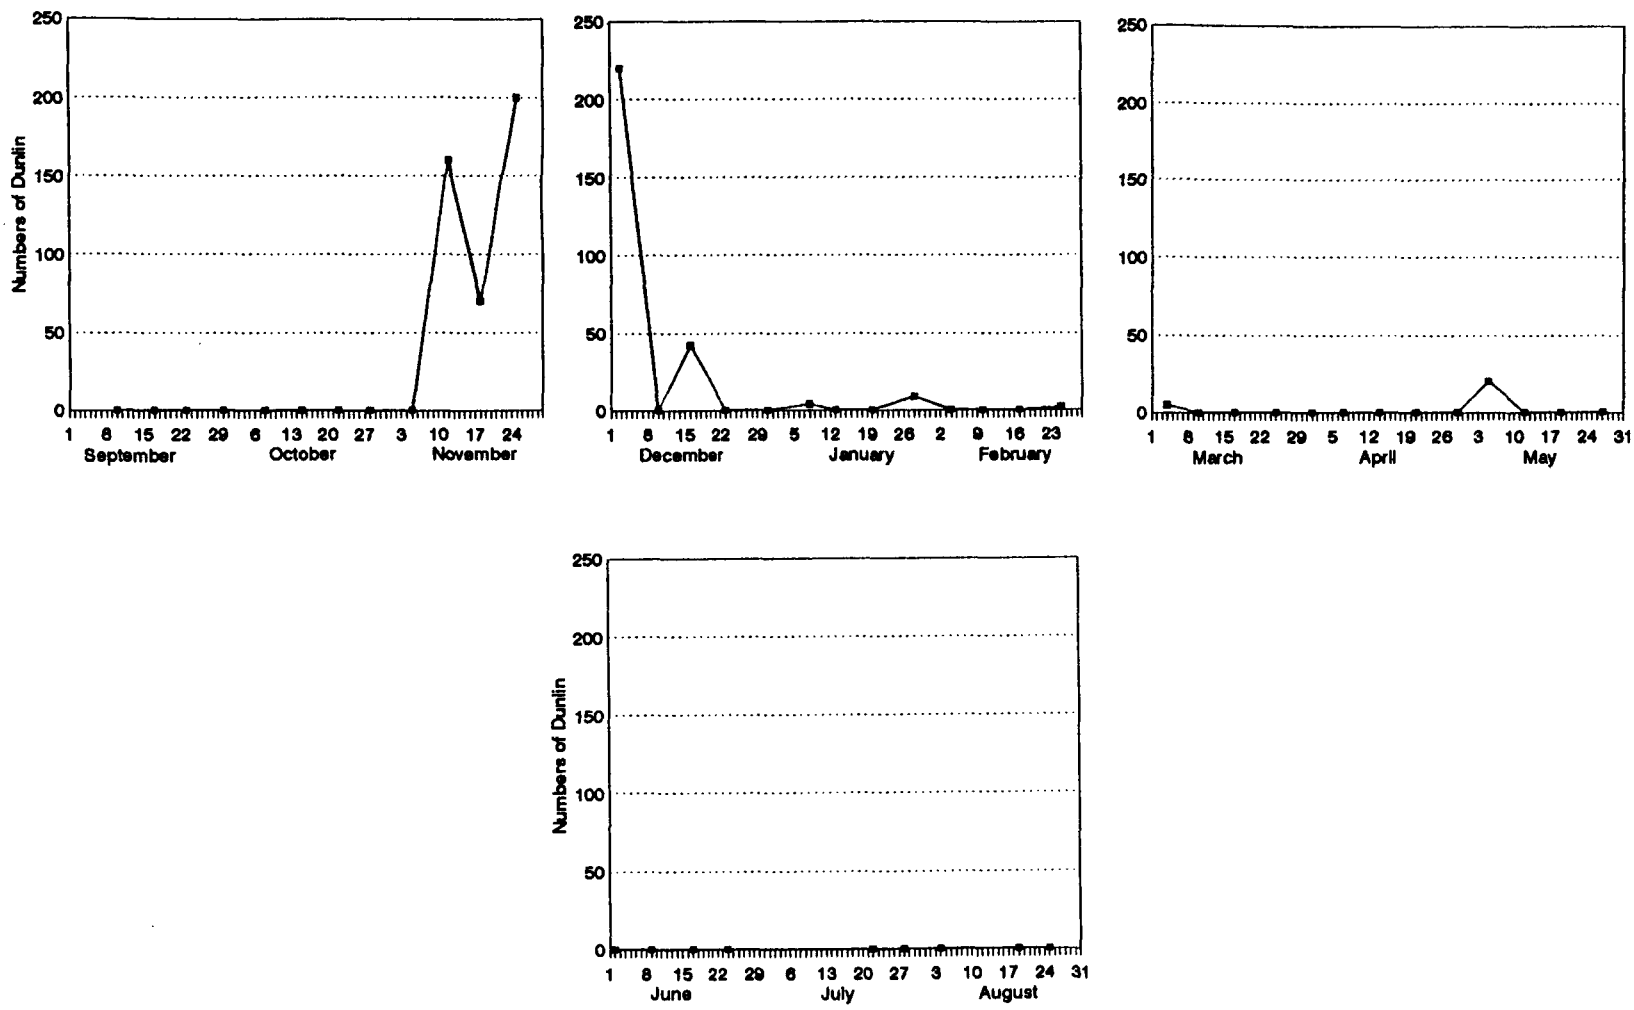 250
200
150
100
50
0
Numbers of Dunlin
1 8 15 22 29 6 13 20 27 3 10 17 24
September October November
250
200
150
100
50
0
1 8 15 22 29 5 12 19 26 2 9 16 23
December January February
250
200
150
100
50
0
1 8 15 22 29 5 12 19 26 3 10 17 24 31
March April May
250
200
150
100
50
0
Numbers of Dunlin
1 8 15 22 29 6 13 20 27 3 10 17 24 31
June July August